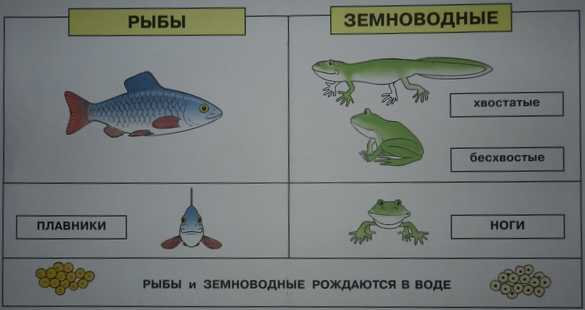 РЫБЫ
ЗЕМНОВОДНЫЕ
хвостатые
бесхвостые
ПЛАВНИКИ
НОГИ
РЫБЫ и ЗЕМНОВОДНЫЕ РОЖДАЮТСЯ В ВОДЕ